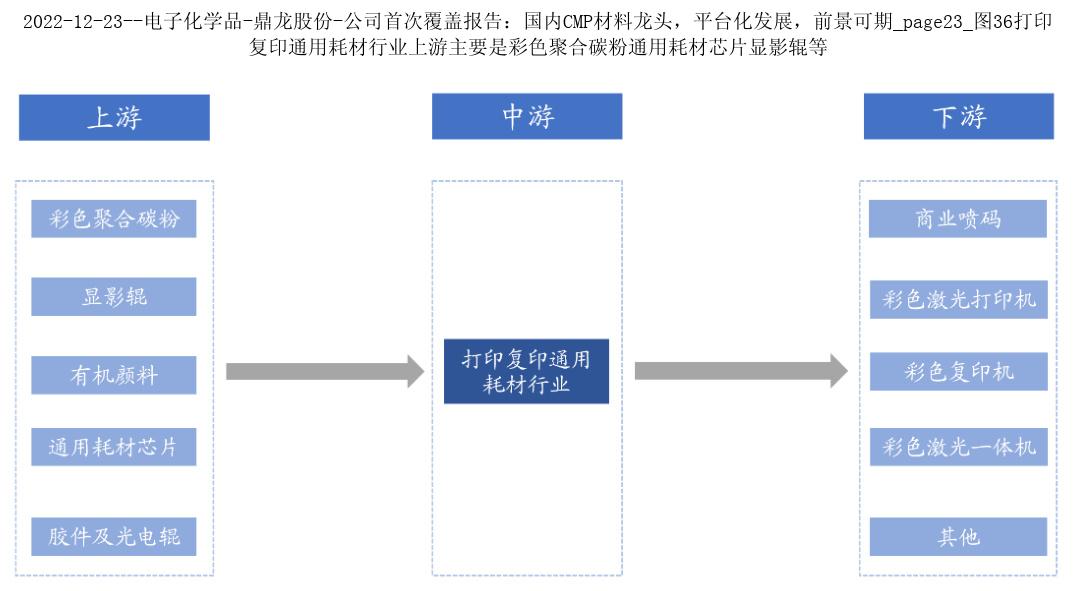 2022-12-23--电子化学品-鼎龙股份-公司首次覆盖报告：国内CMP材料龙头，平台化发展，前景可期_page23_图36打印
复印通用耗材行业上游主要是彩色聚合碳粉通用耗材芯片显影辊等
上游
彩色聚合碳粉
显影辊
有机颜料
通用耗材芯片
胶件及光电辊
中游
打印复印通用
耗材行业
下游
商业喷码
彩色激光打印机
彩色复印机
彩色激光一体机
其他